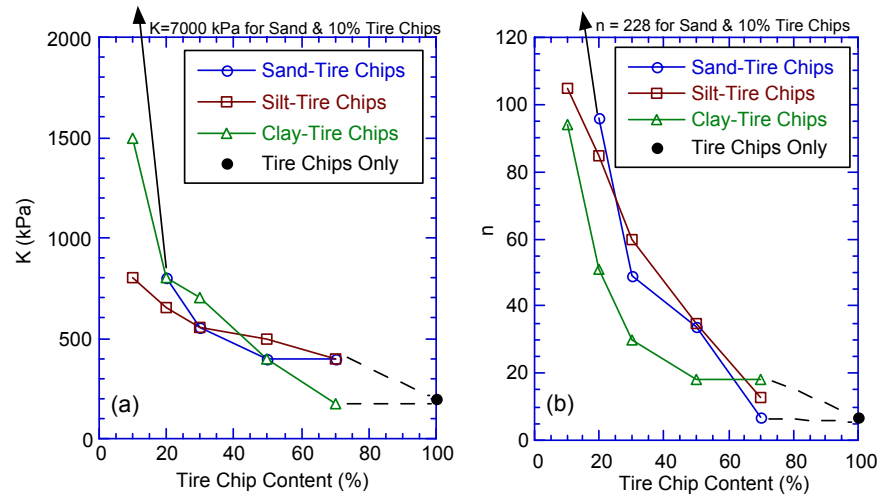 K=7000 kPa for Sand & 10% Tire Chips
2000
1500
1000
500
0
K (kPa)
Sand-Tire Chips
Silt-Tire Chips
Clay-Tire Chips
Tire Chips Only
(a)
0 20 40 60 80 100
Tire Chip Content (%)
n = 228 for Sand & 10% Tire Chips
120
100
80
60
40
20
0
n
Sand-Tire Chips
Silt-Tire Chips
Clay-Tire Chips
Tire Chips Only
(b)
0 20 40 60 80 100
Tire Chip Content (%)